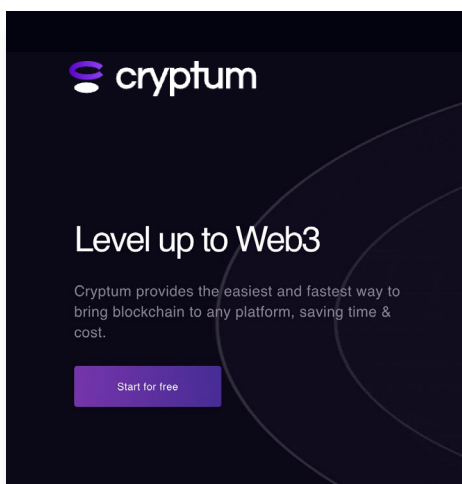 cryptum
Level up to Web3
Cryptum provides the easiest and fastest way to
bring blockchain to any platform, saving time &
cost.
Start for free